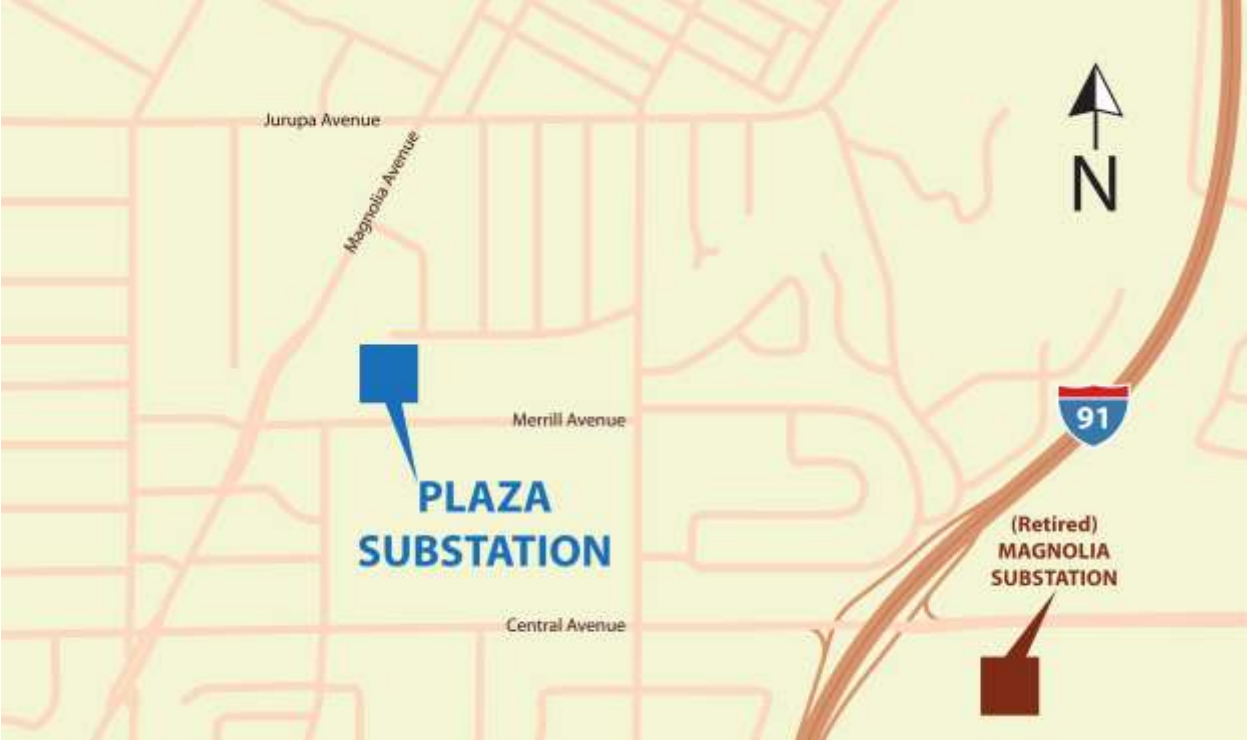 Jurupa Avenue
Magnolia Avenue
N
91
Merrill Avenue
PLAZA
SUBSTATION
(Retired)
MAGNOLIA
SUBSTATION
Central Avenue